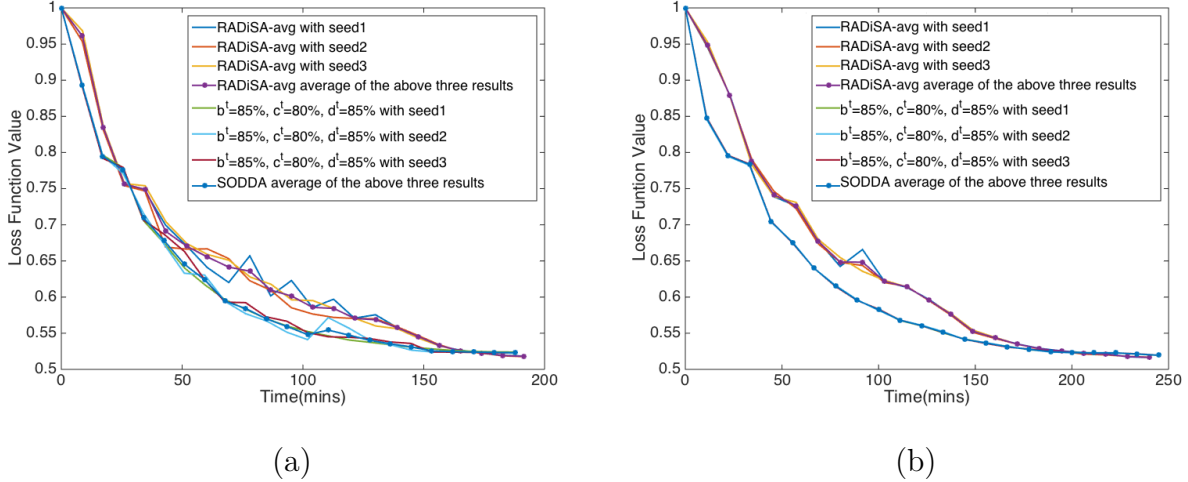 1
0.95
0.9
0.85
0.8
0.75
0.7
0.65
0.6
0.55
0.5
Loss Function Value
RADiSA-avg with seed1
RADiSA-avg with seed2
RADiSA-avg with seed3
RADiSA-avg average of the above three results
b^t=85%, c^t=80%, d^t=85% with seed1
b^t=85%, c^t=80%, d^t=85% with seed2
b^t=85%, c^t=80%, d^t=85% with seed3
SODDA average of the above three results
0 50 100 150 200
Time(mins)
(a)
1
0.95
0.9
0.85
0.8
0.75
0.7
0.65
0.6
0.55
0.5
Loss Funtion Value
RADiSA-avg with seed1
RADiSA-avg with seed2
RADiSA-avg with seed3
RADiSA-avg average of the above three results
b^t=85%, c^t=80%, d^t=85% with seed1
b^t=85%, c^t=80%, d^t=85% with seed2
b^t=85%, c^t=80%, d^t=85% with seed3
SODDA average of the above three results
0 50 100 150 200 250
Time(mins)
(b)